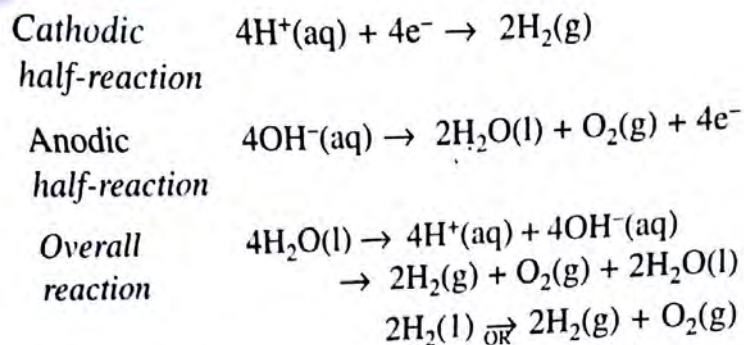 Cathodic 4H⁺(aq) + 4e⁻ → 2H₂(g)
half-reaction
Anodic 4OH⁻(aq) → 2H₂O(l) + O₂(g) + 4e⁻
half-reaction
Overall 4H₂O(l) → 4H⁺(aq) + 4OH⁻(aq)
reaction → 2H₂(g) + O₂(g) + 2H₂O(l)
2H₂(l) ⇒ 2H₂(g) + O₂(g)
OR